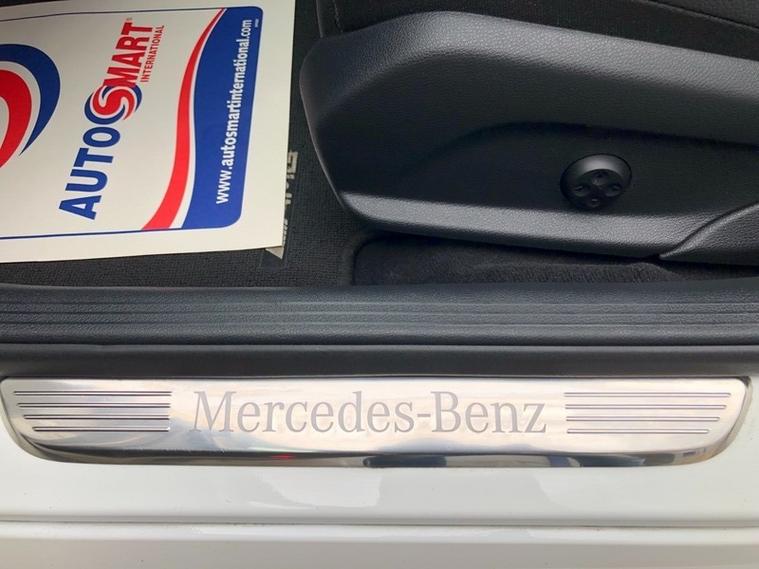 AUTOSMART
INTERNATIONAL
www.autosmartinternational.com
Mercedes-Benz